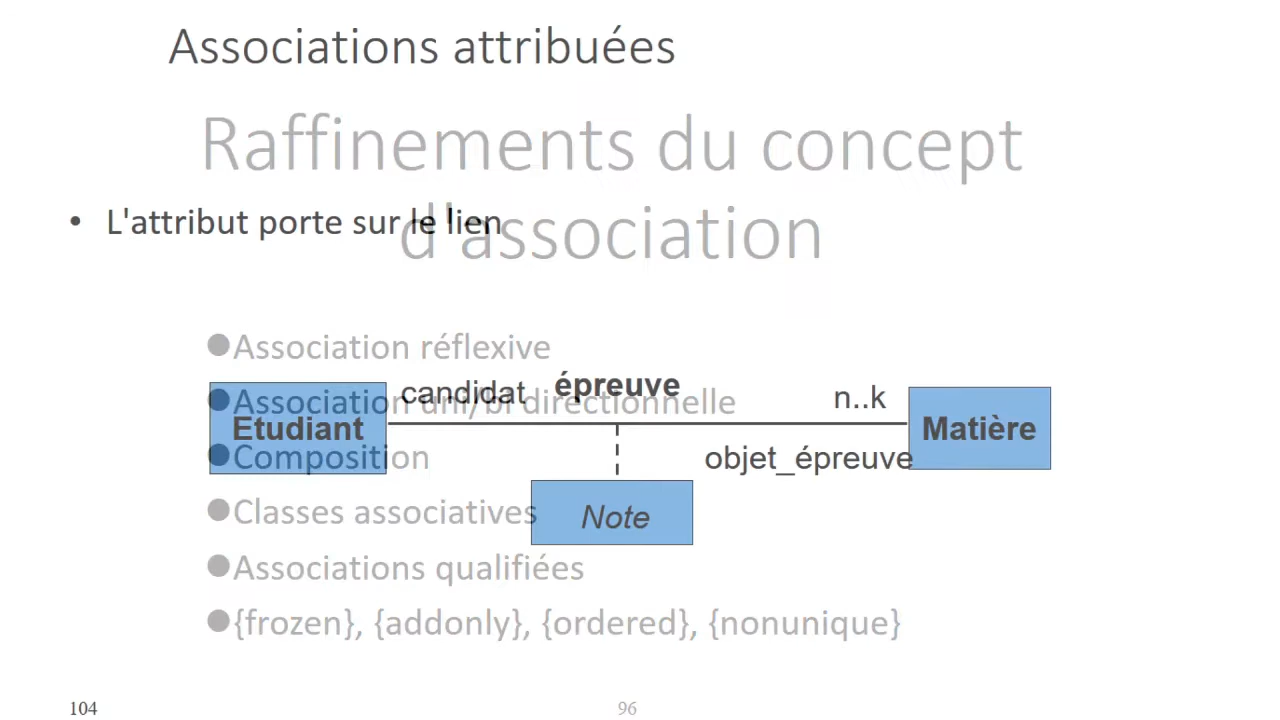 Associations attribuées
Raffinements du concept
d'association
• L'attribut porte sur le lien
●Association réflexive
candidat
épreuve
n..k
●Association uni/bi directionnelle
Etudiant
Matière
●Composition
objet_épreuve
●Classes associatives
Note
●Associations qualifiées
●{frozen}, {addonly}, {ordered}, {nonunique}
104
96